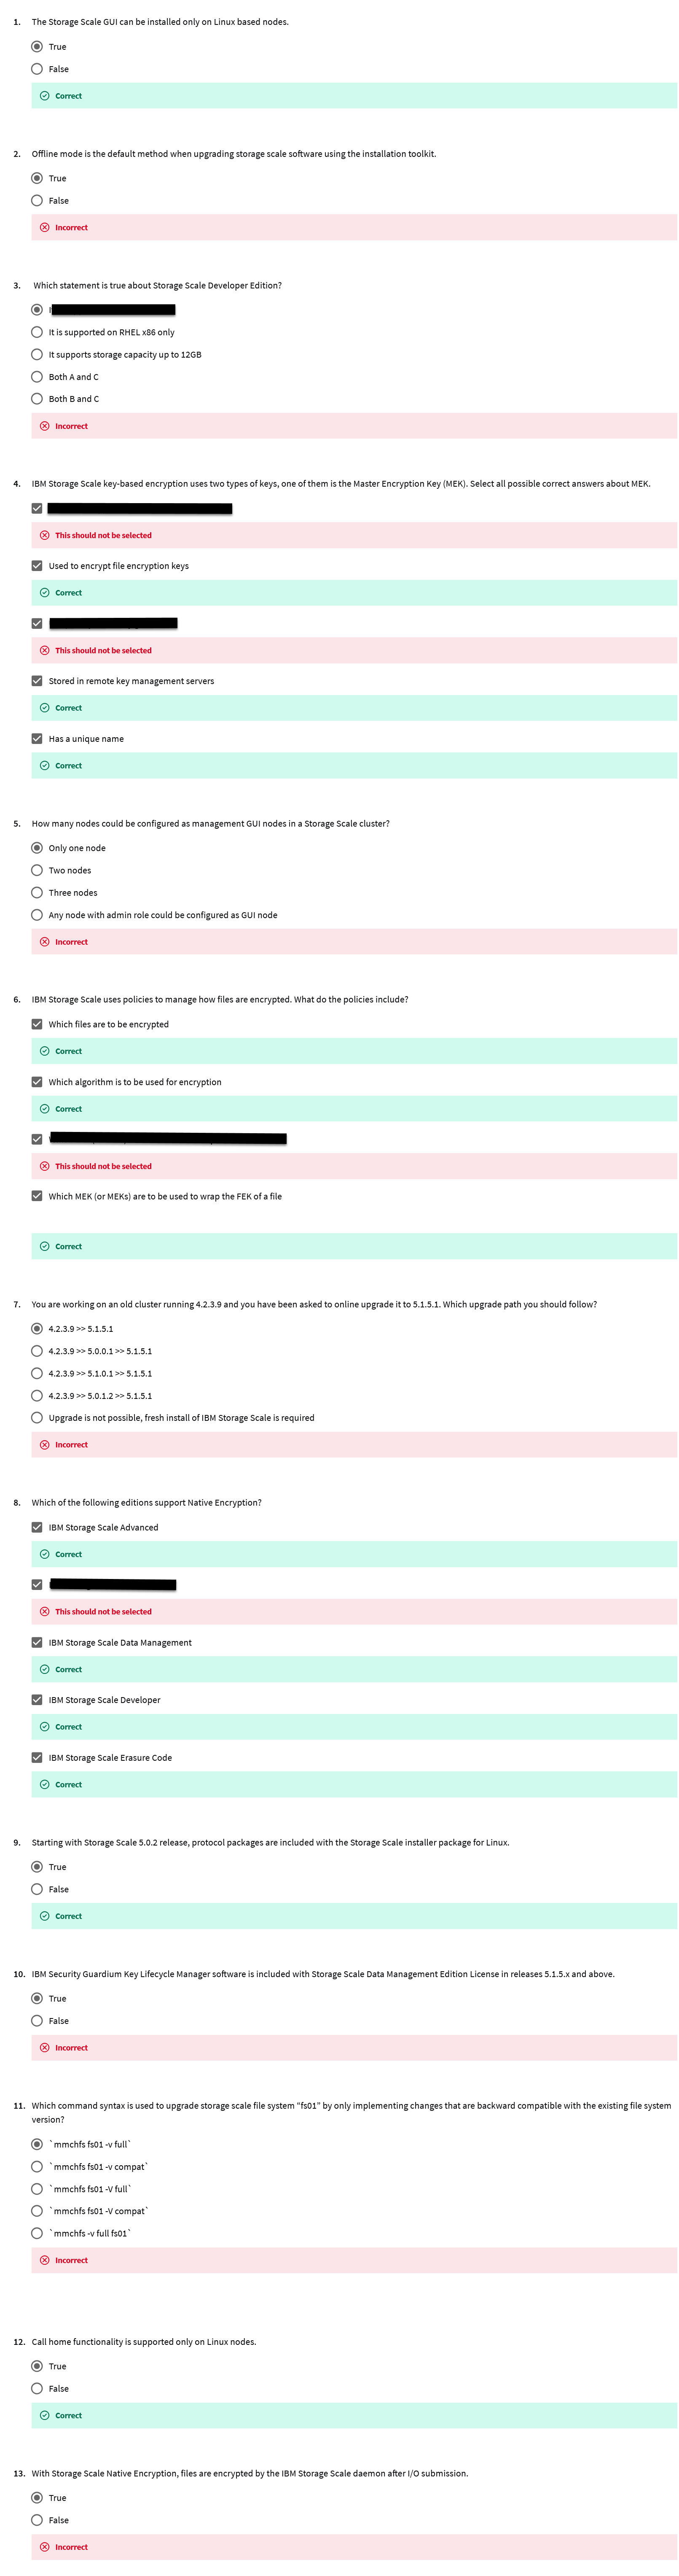 1. The Storage Scale GUI can be installed only on Linux based nodes.
True
False
Correct
2. Offline mode is the default method when upgrading storage scale software using the installation toolkit.
True
False
Incorrect
3. Which statement is true about Storage Scale Developer Edition?
It is supported on RHEL x86 only
It supports storage capacity up to 12GB
Both A and C
Both B and C
Incorrect
4. IBM Storage Scale key-based encryption uses two types of keys, one of them is the Master Encryption Key (MEK). Select all possible correct answers about MEK.
This should not be selected
Used to encrypt file encryption keys
Correct
This should not be selected
Stored in remote key management servers
Correct
Has a unique name
Correct
5. How many nodes could be configured as management GUI nodes in a Storage Scale cluster?
Only one node
Two nodes
Three nodes
Any node with admin role could be configured as GUI node
Incorrect
6. IBM Storage Scale uses policies to manage how files are encrypted. What do the policies include?
Which files are to be encrypted
Correct
Which algorithm is to be used for encryption
Correct
This should not be selected
Which MEK (or MEKs) are to be used to wrap the FEK of a file
Correct
7. You are working on an old cluster running 4.2.3.9 and you have been asked to online upgrade it to 5.1.5.1. Which upgrade path you should follow?
4.2.3.9 >> 5.1.5.1
4.2.3.9 >> 5.0.0.1 >> 5.1.5.1
4.2.3.9 >> 5.1.0.1 >> 5.1.5.1
4.2.3.9 >> 5.0.1.2 >> 5.1.5.1
Upgrade is not possible, fresh install of IBM Storage Scale is required
Incorrect
8. Which of the following editions support Native Encryption?
IBM Storage Scale Advanced
Correct
This should not be selected
IBM Storage Scale Data Management
Correct
IBM Storage Scale Developer
Correct
IBM Storage Scale Erasure Code
Correct
9. Starting with Storage Scale 5.0.2 release, protocol packages are included with the Storage Scale installer package for Linux.
True
False
Correct
10. IBM Security Guardium Key Lifecycle Manager software is included with Storage Scale Data Management Edition License in releases 5.1.5.x and above.
True
False
Incorrect
11. Which command syntax is used to upgrade storage scale file system "fs01" by only implementing changes that are backward compatible with the existing file system
version?
`mmchfs fs01 -v full`
`mmchfs fs01 -v compat`
`mmchfs fs01 -V full`
`mmchfs fs01 -V compat`
`mmchfs -v full fs01`
Incorrect
12. Call home functionality is supported only on Linux nodes.
True
False
Correct
13. With Storage Scale Native Encryption, files are encrypted by the IBM Storage Scale daemon after I/O submission.
True
False
Incorrect